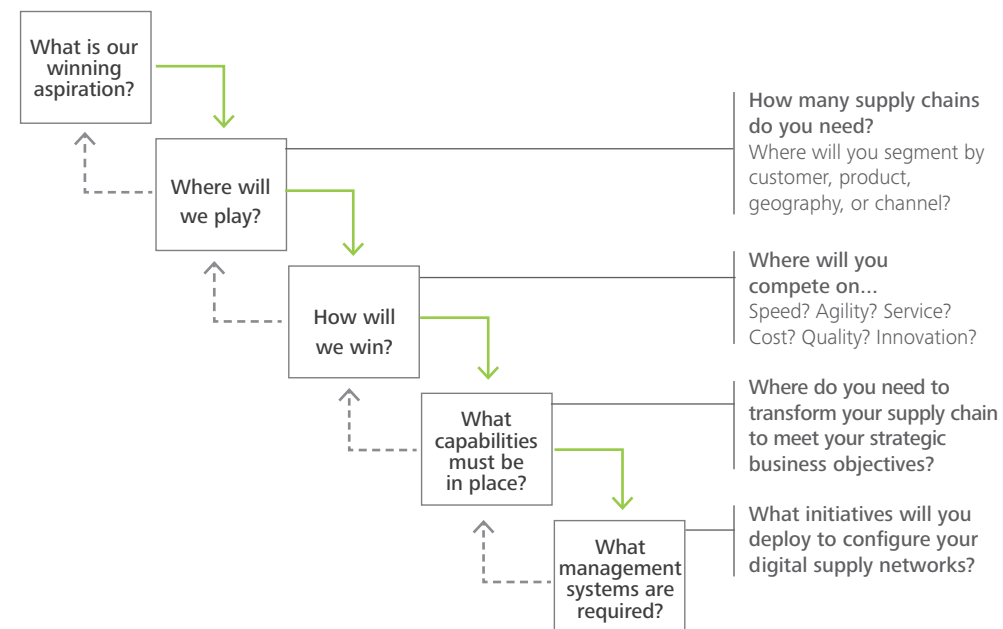 What is our
winning
aspiration?
Where will
we play?
How many supply chains
do you need?
Where will you segment by
customer, product,
geography, or channel?
How will
we win?
Where will you
compete on...
Speed? Agility? Service?
Cost? Quality? Innovation?
What
capabilities
must be
in place?
Where do you need to
transform your supply chain
to meet your strategic
business objectives?
What
management
systems are
required?
What initiatives will you
deploy to configure your
digital supply networks?